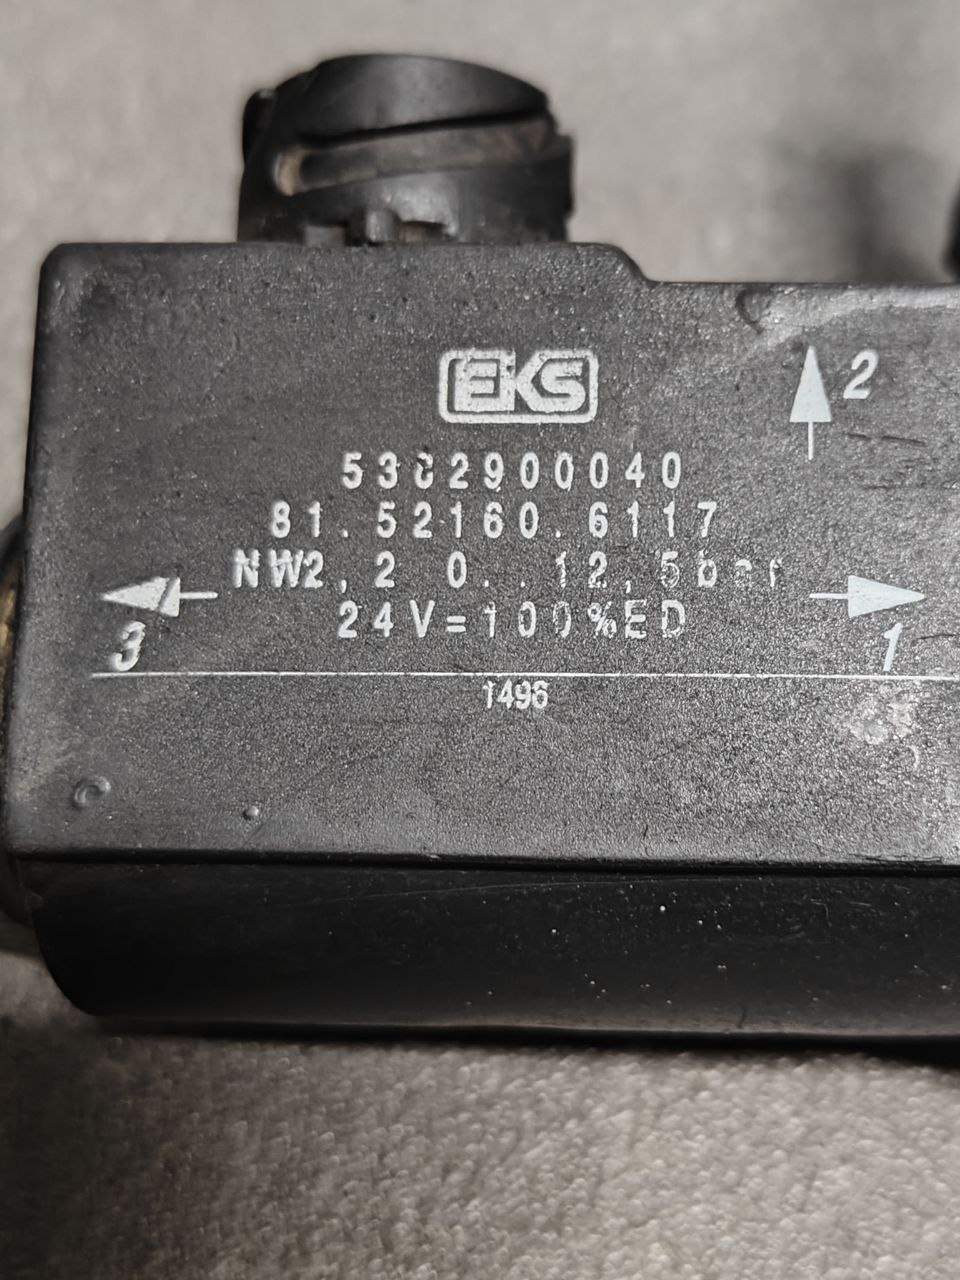 EKS
2
5302900040
81.52160.6117
NW2,2 0..12,5bar
24V=100%ED
3
1
1496